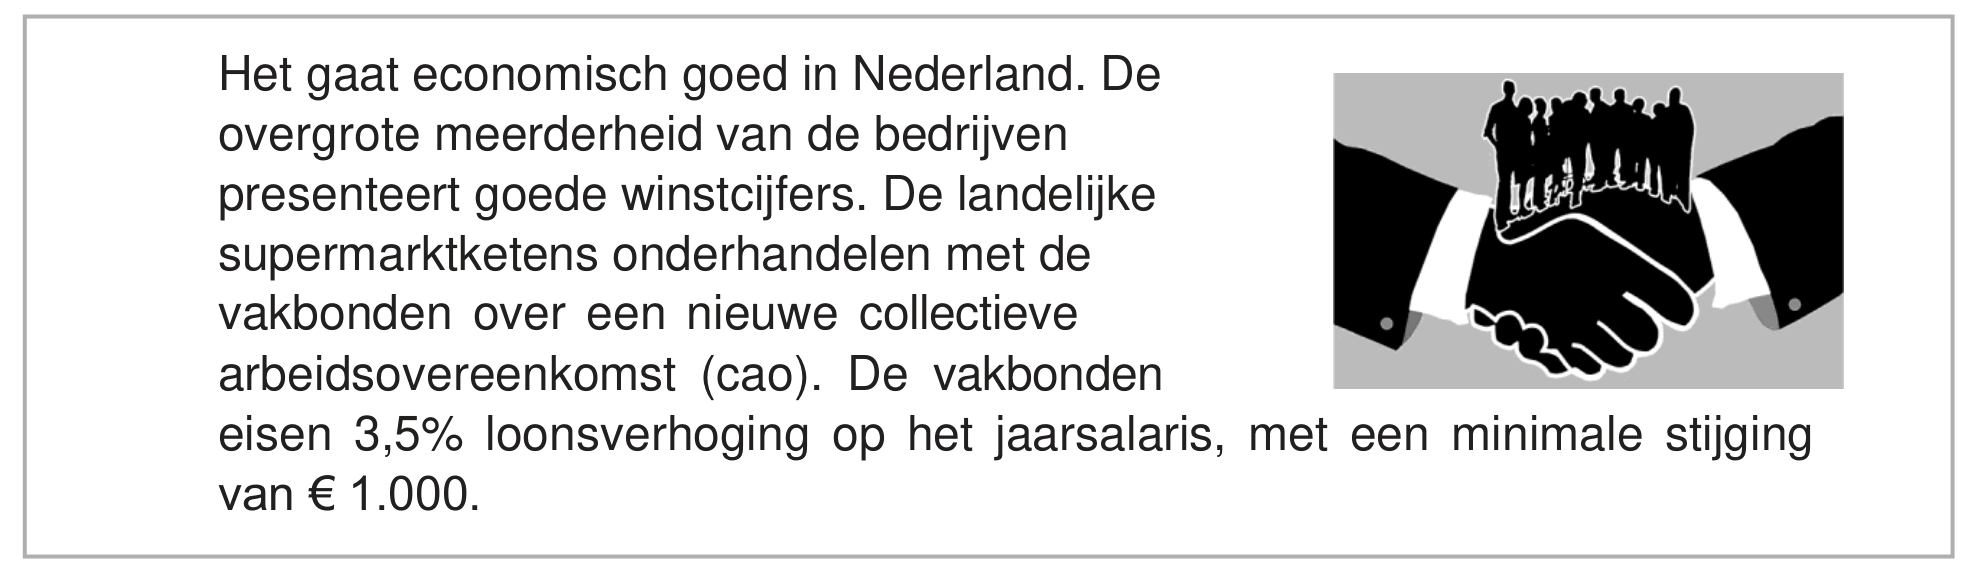 Het gaat economisch goed in Nederland. De
overgrote meerderheid van de bedrijven
presenteert goede winstcijfers. De landelijke
supermarktketens onderhandelen met de
vakbonden over een nieuwe collectieve
arbeidsovereenkomst (cao). De vakbonden
eisen 3,5% loonsverhoging op het jaarsalaris, met een minimale stijging
van € 1.000.